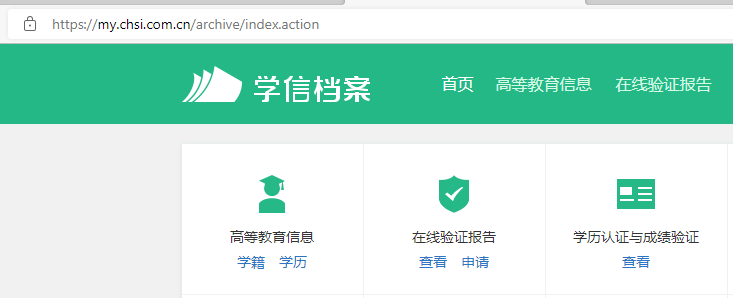 https://my.chsi.com.cn/archive/index.action
学信档案 首页 高等教育信息 在线验证报告
高等教育信息 在线验证报告 学历认证与成绩验证
学籍 学历 查看 申请 查看